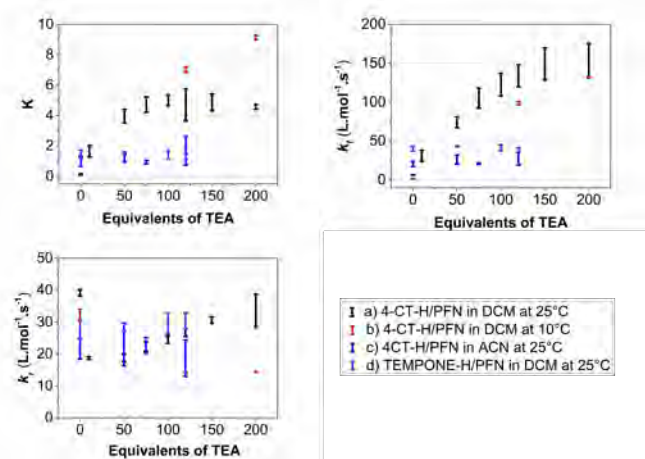 10
8
6
4
2
0
K
0 50 100 150 200
Equivalents of TEA
200
150
100
50
0
k_f (L.mol⁻¹.s⁻¹)
0 50 100 150 200
Equivalents of TEA
50
40
30
20
10
0
k_r (L.mol⁻¹.s⁻¹)
0 50 100 150 200
Equivalents of TEA
a) 4-CT-H/PFN in DCM at 25°C
b) 4-CT-H/PFN in DCM at 10°C
c) 4CT-H/PFN in ACN at 25°C
d) TEMPONE-H/PFN in DCM at 25°C